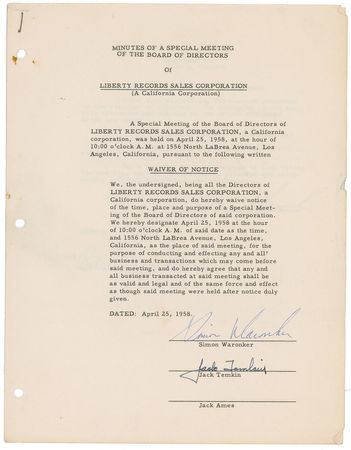 MINUTES OF A SPECIAL MEETING
OF THE BOARD OF DIRECTORS
Of
LIBERTY RECORDS SALES CORPORATION
(A California Corporation)
A Special Meeting of the Board of Directors of
LIBERTY RECORDS SALES CORPORATION, a California
corporation, was held on April 25, 1958, at the hour of
10:00 o'clock A. M. at 1556 North LaBrea Avenue, Los
Angeles, California, pursuant to the following written
WAIVER OF NOTICE
We, the undersigned, being all the Directors of
LIBERTY RECORDS SALES CORPORATION, a
California corporation, do hereby waive notice
of the time, place and purpose of a Special Meet-
ing of the Board of Directors of said corporation.
We hereby designate April 25, 1958 at the hour
of 10:00 o'clock A. M. of said date as the time, and
and 1556 North LaBrea Avenue, Los Angeles,
California, as the place of said meeting, for the
purpose of conducting and effecting any and all'
business and transactions which may come before
said meeting, and do hereby agree that any and
all business transacted at said meeting shall be
as valid and legal and of the same force and effect
as though said meeting were held after notice duly
given.
DATED: April 25, 1958.
Simon Waronker
Simon Waronker
Jack Temkin
Jack Temkin
Jack Ames